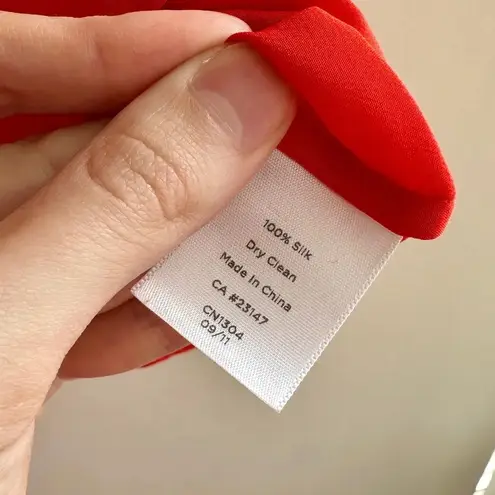 100% Silk
Dry Clean
Made In China
CA #23147
CN1304
09/11